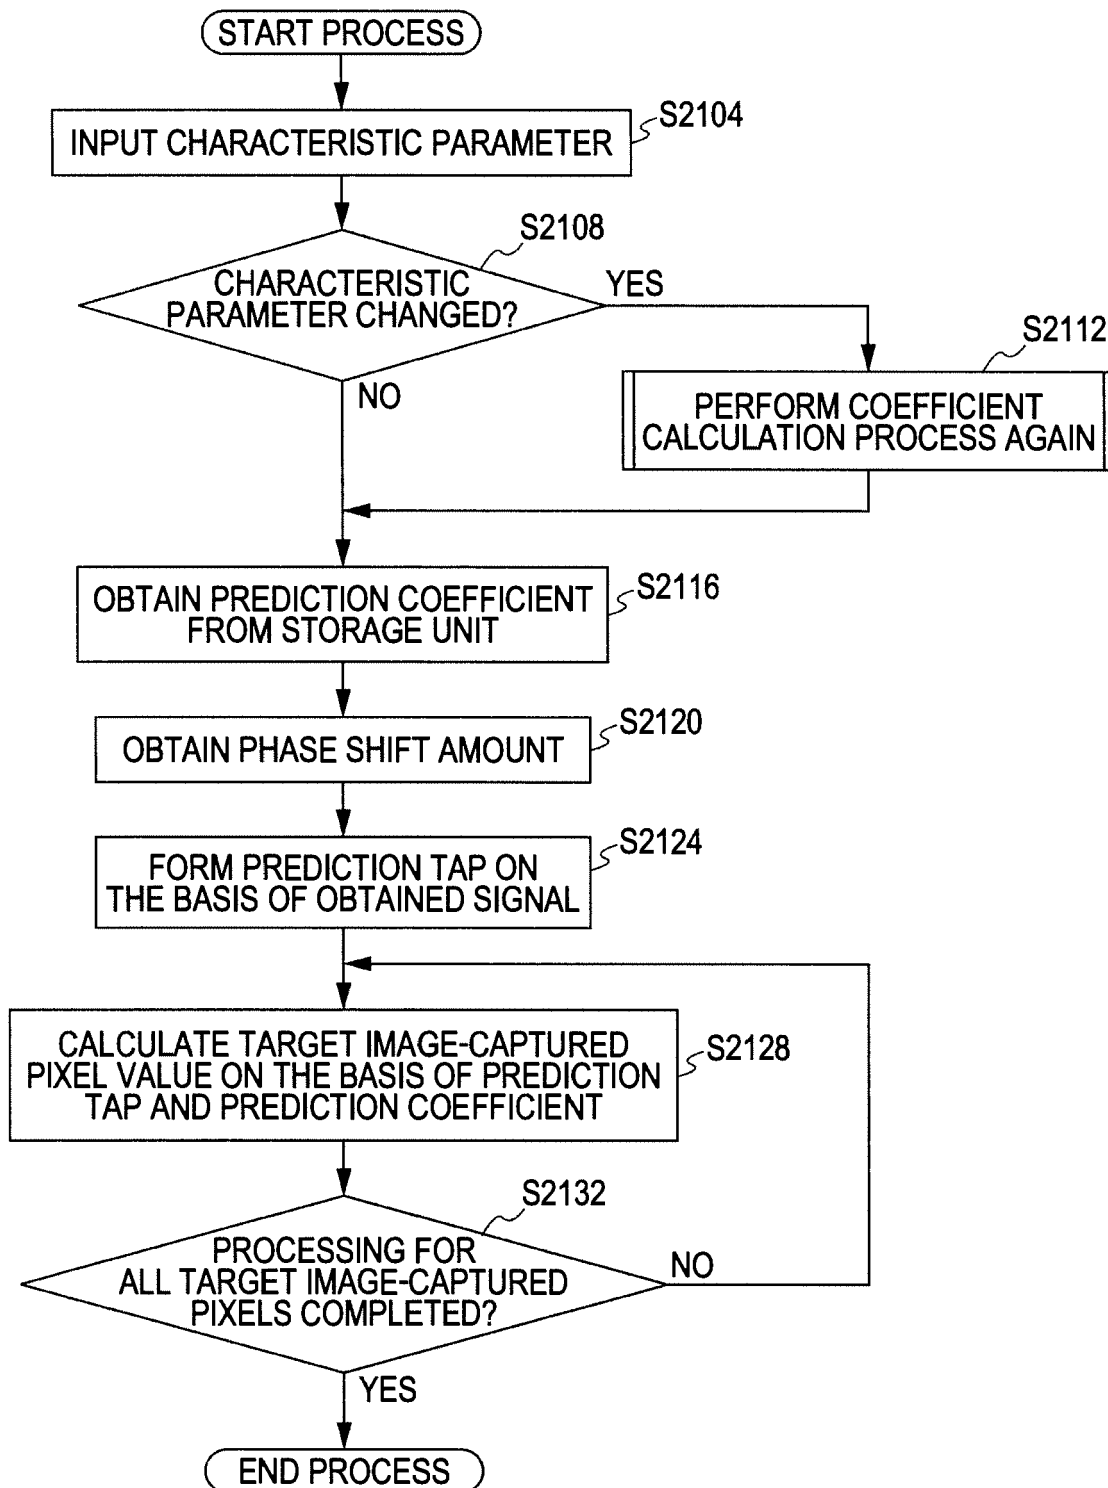 START PROCESS
S2104
INPUT CHARACTERISTIC PARAMETER
S2108
CHARACTERISTIC
PARAMETER CHANGED?
YES
NO
S2112
PERFORM COEFFICIENT
CALCULATION PROCESS AGAIN
S2116
OBTAIN PREDICTION COEFFICIENT
FROM STORAGE UNIT
S2120
OBTAIN PHASE SHIFT AMOUNT
S2124
FORM PREDICTION TAP ON
THE BASIS OF OBTAINED SIGNAL
S2128
CALCULATE TARGET IMAGE-CAPTURED
PIXEL VALUE ON THE BASIS OF PREDICTION
TAP AND PREDICTION COEFFICIENT
S2132
PROCESSING FOR
ALL TARGET IMAGE-CAPTURED
PIXELS COMPLETED?
NO
YES
END PROCESS